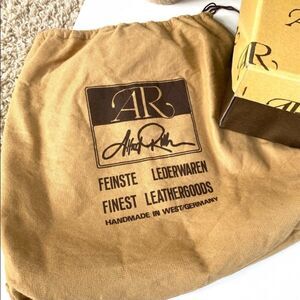 AR
FEINSTE LEDERWAREN
FINEST LEATHERGOODS
HANDMADE IN WEST/GERMANY